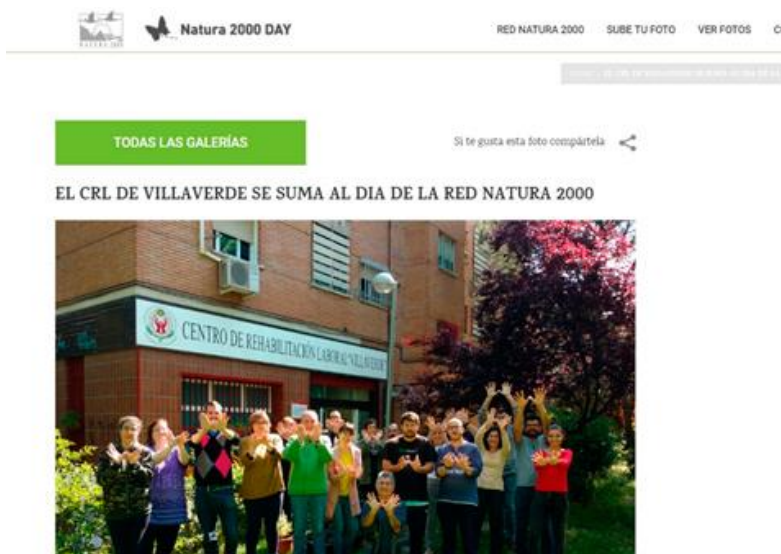 NATURA 2000
Natura 2000 DAY
RED NATURA 2000
SUBE TU FOTO
VER FOTOS
TODAS LAS GALERÍAS
Si te gusta esta foto compártela
EL CRL DE VILLAVERDE SE SUMA AL DIA DE LA RED NATURA 2000
CENTRO DE REHABILITACIÓN LABORAL "VILLAVERDE"